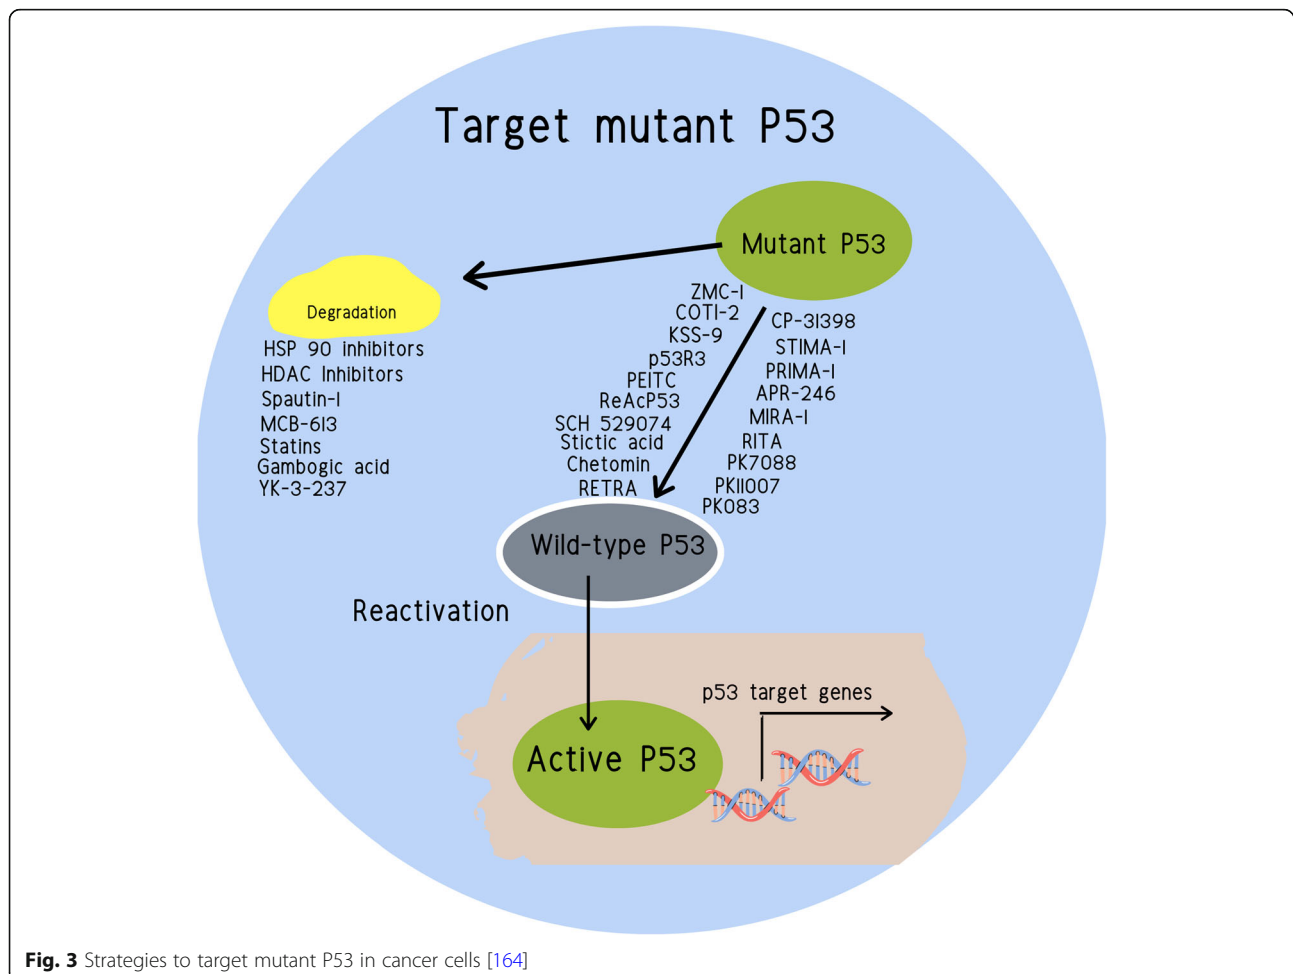 Target mutant P53
Mutant P53
Degradation
HSP 90 inhibitors
HDAC Inhibitors
Spautin-1
MCB-613
Statins
Gambogic acid
YK-3-237
ZMC-1
COTI-2
KSS-9
p53R3
PEITC
ReAcP53
SCH 529074
Stictic acid
Chetomin
RETRA
CP-31398
STIMA-1
PRIMA-1
APR-246
MIRA-1
RITA
PK7088
PK11007
PK083
Wild-type P53
Reactivation
p53 target genes
Active P53
Fig. 3 Strategies to target mutant P53 in cancer cells [164]